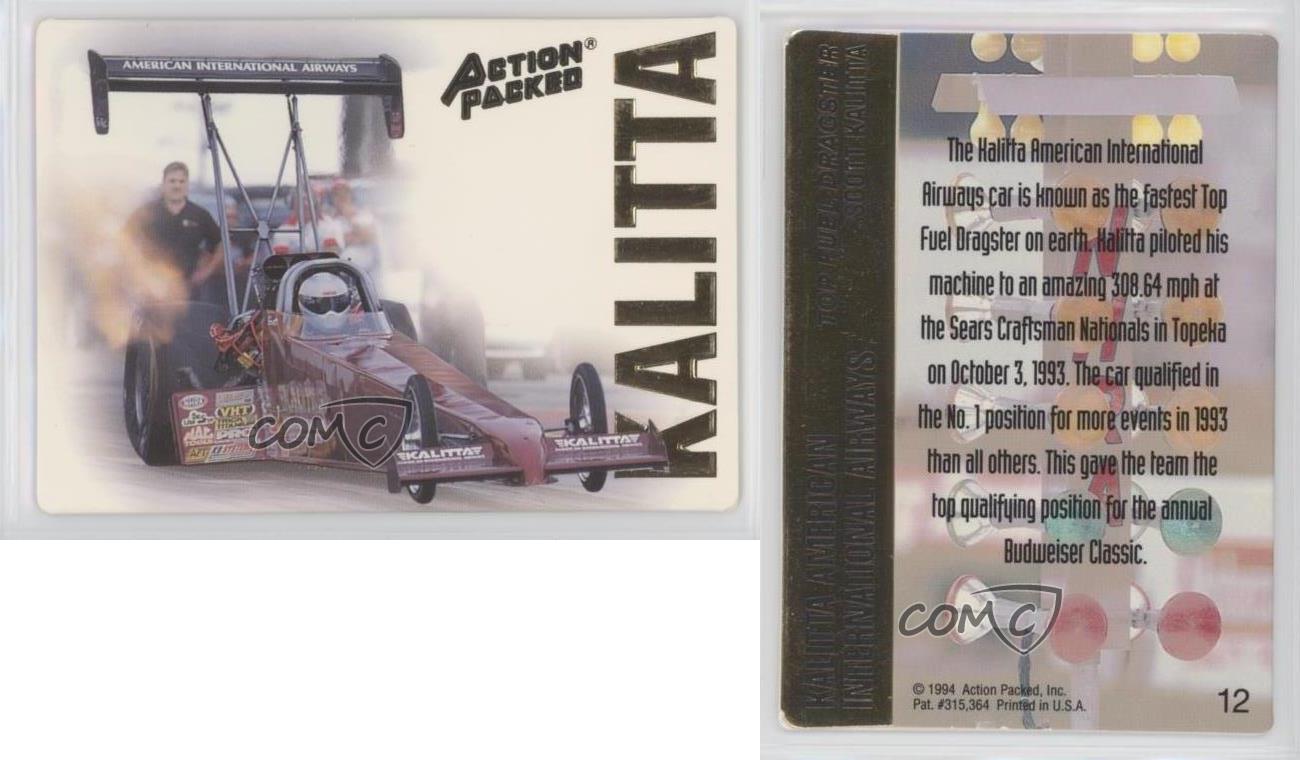 AMERICAN INTERNATIONAL AIRWAYS
ACTION PACKED®
KALITTA
VHT
MAC TOOLS
KALITTA
KALITTA
COMC
KALITTA AMERICAN
INTERNATIONAL AIRWAYS
TOP FUEL DRAGSTER
SCOTT KALITTA
The Kalitta American International
Airways car is known as the fastest Top
Fuel Dragster on earth. Kalitta piloted his
machine to an amazing 308.64 mph at
the Sears Craftsman Nationals in Topeka
on October 3, 1993. The car qualified in
the No. 1 position for more events in 1993
than all others. This gave the team the
top qualifying position for the annual
Budweiser Classic.
COMC
© 1994 Action Packed, Inc.
Pat. #315,364 Printed in U.S.A.
12